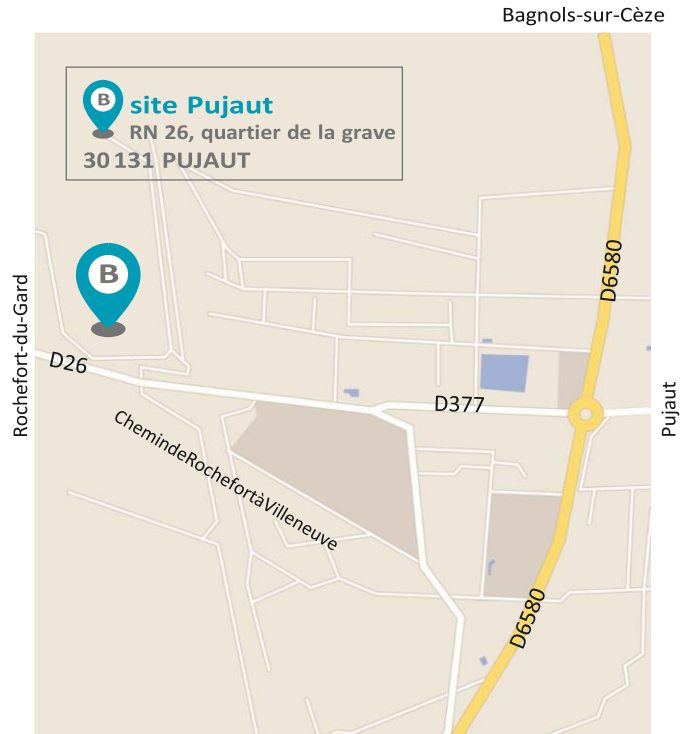 Bagnols-sur-Cèze
B
site Pujaut
RN 26, quartier de la grave
30 131 PUJAUT
D6580
B
Rochefort-du-Gard
D26
D377
Pujaut
ChemindeRochefortàVilleneuve
D6580